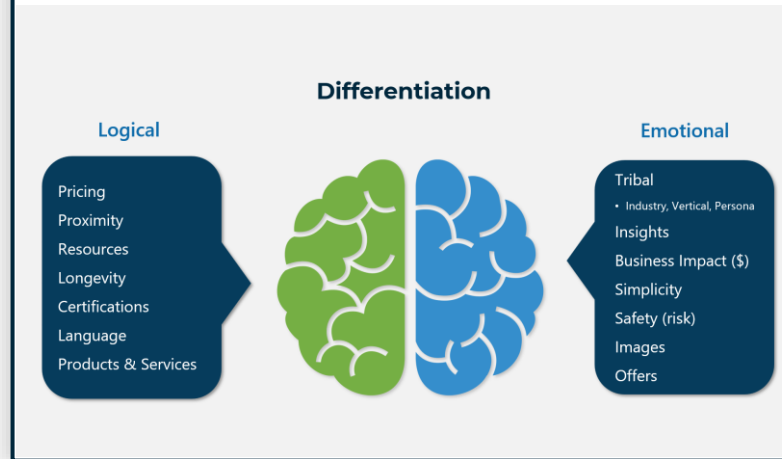 Differentiation
Logical
Pricing
Proximity
Resources
Longevity
Certifications
Language
Products & Services
Emotional
Tribal
• Industry, Vertical, Persona
Insights
Business Impact ($)
Simplicity
Safety (risk)
Images
Offers